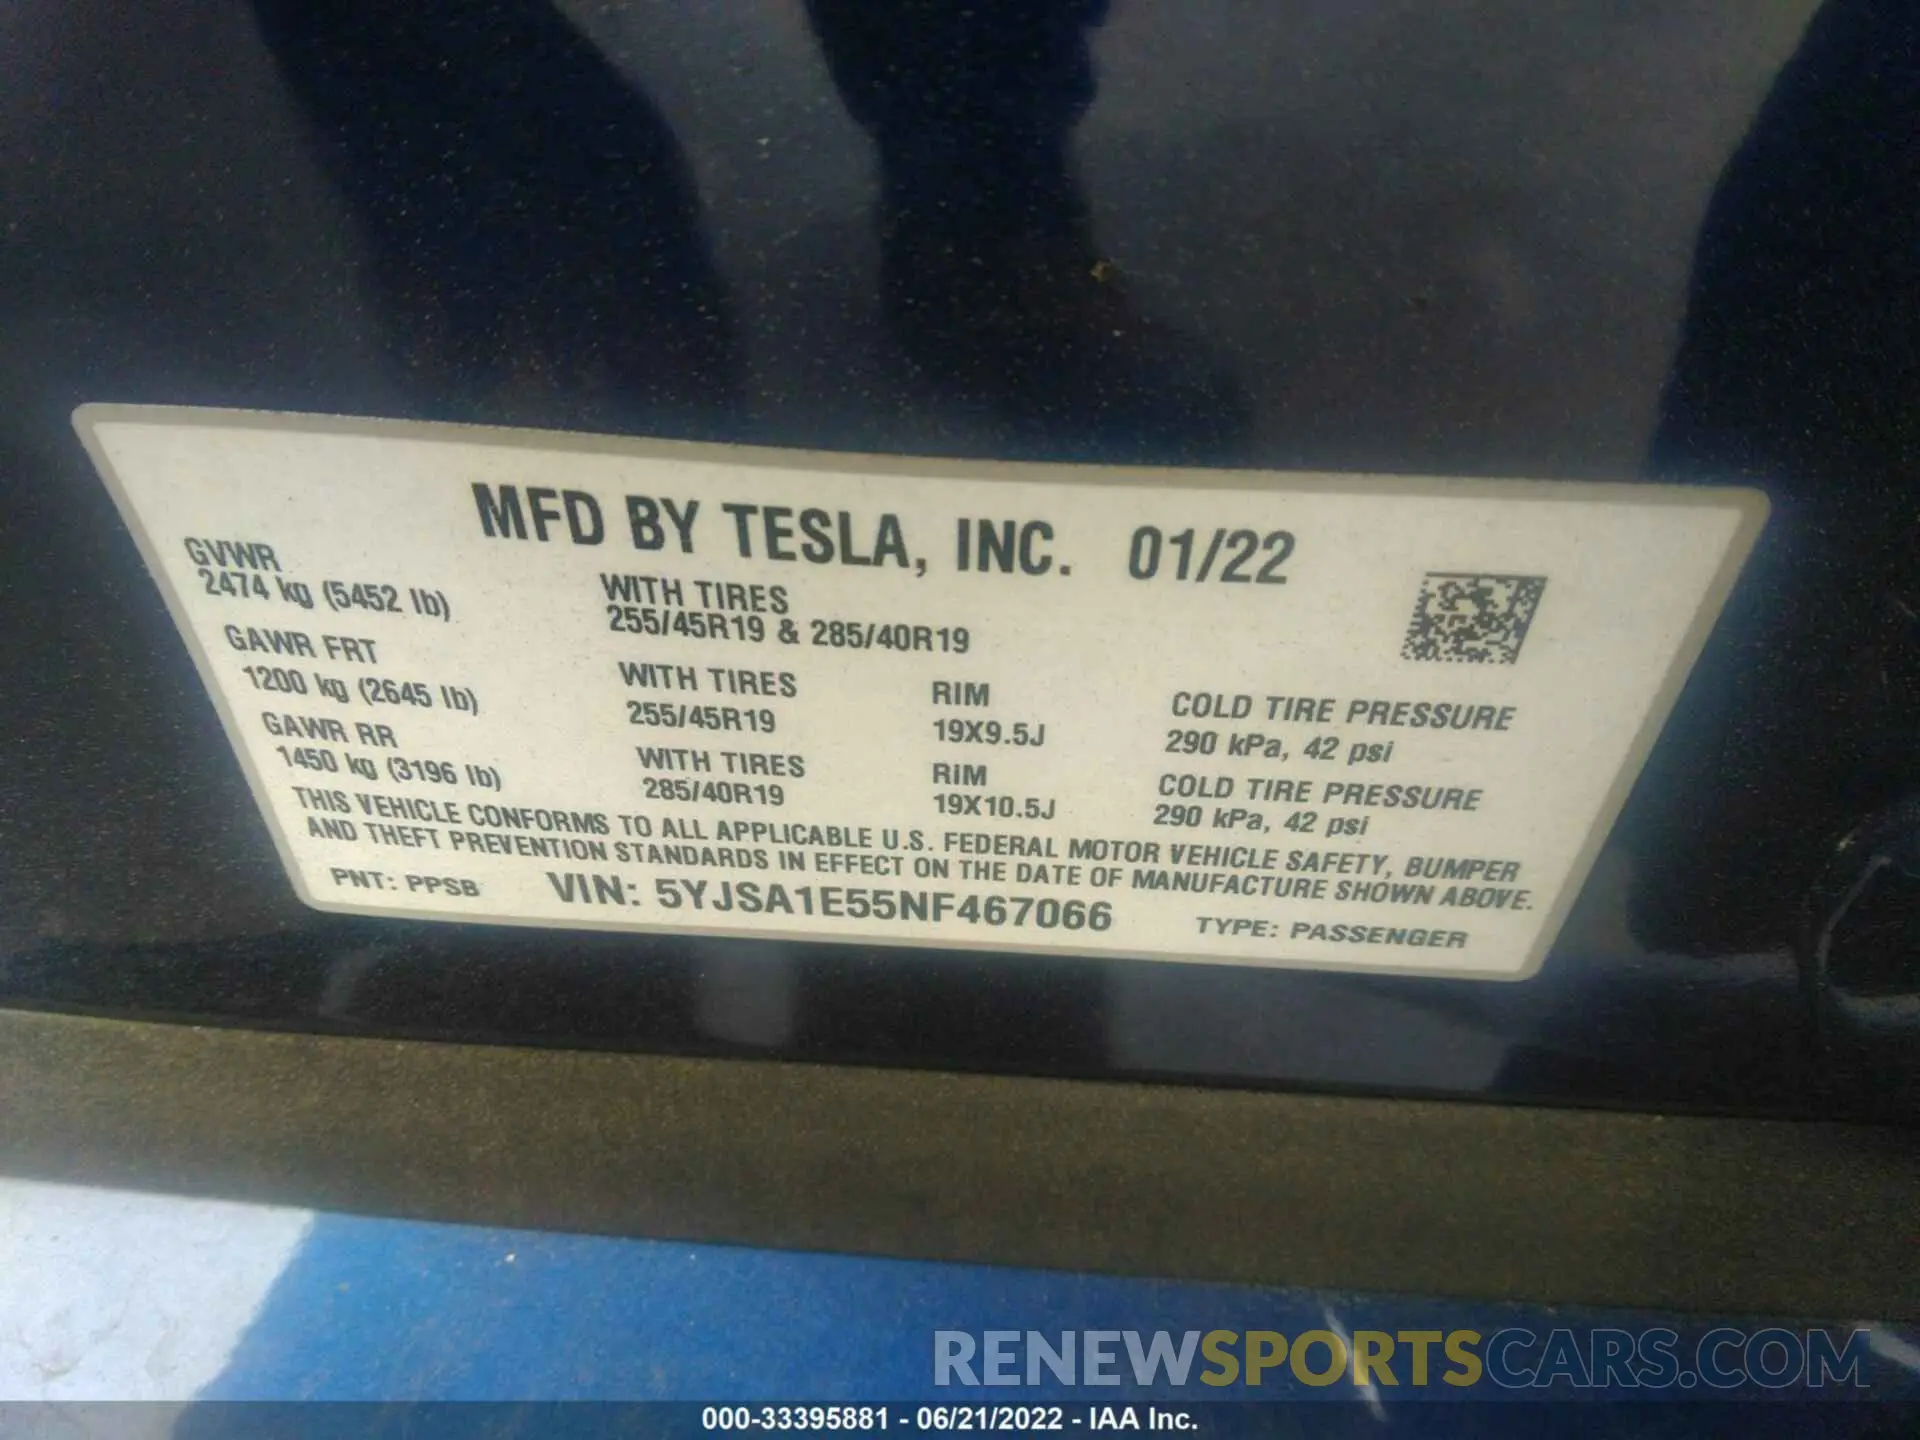 MFD BY TESLA, INC. 01/22
GVWR
2474 kg (5452 lb)
WITH TIRES
255/45R19 & 285/40R19
GAWR FRT
1200 kg (2645 lb)
WITH TIRES
255/45R19
RIM
19X9.5J
COLD TIRE PRESSURE
290 kPa, 42 psi
GAWR RR
1450 kg (3196 lb)
WITH TIRES
285/40R19
RIM
19X10.5J
COLD TIRE PRESSURE
290 kPa, 42 psi
THIS VEHICLE CONFORMS TO ALL APPLICABLE U.S. FEDERAL MOTOR VEHICLE SAFETY, BUMPER
AND THEFT PREVENTION STANDARDS IN EFFECT ON THE DATE OF MANUFACTURE SHOWN ABOVE.
PNT: PPSB VIN: 5YJSA1E55NF467066 TYPE: PASSENGER
RENEWSPORTSCARS.COM
000-33395881 - 06/21/2022 - IAA Inc.